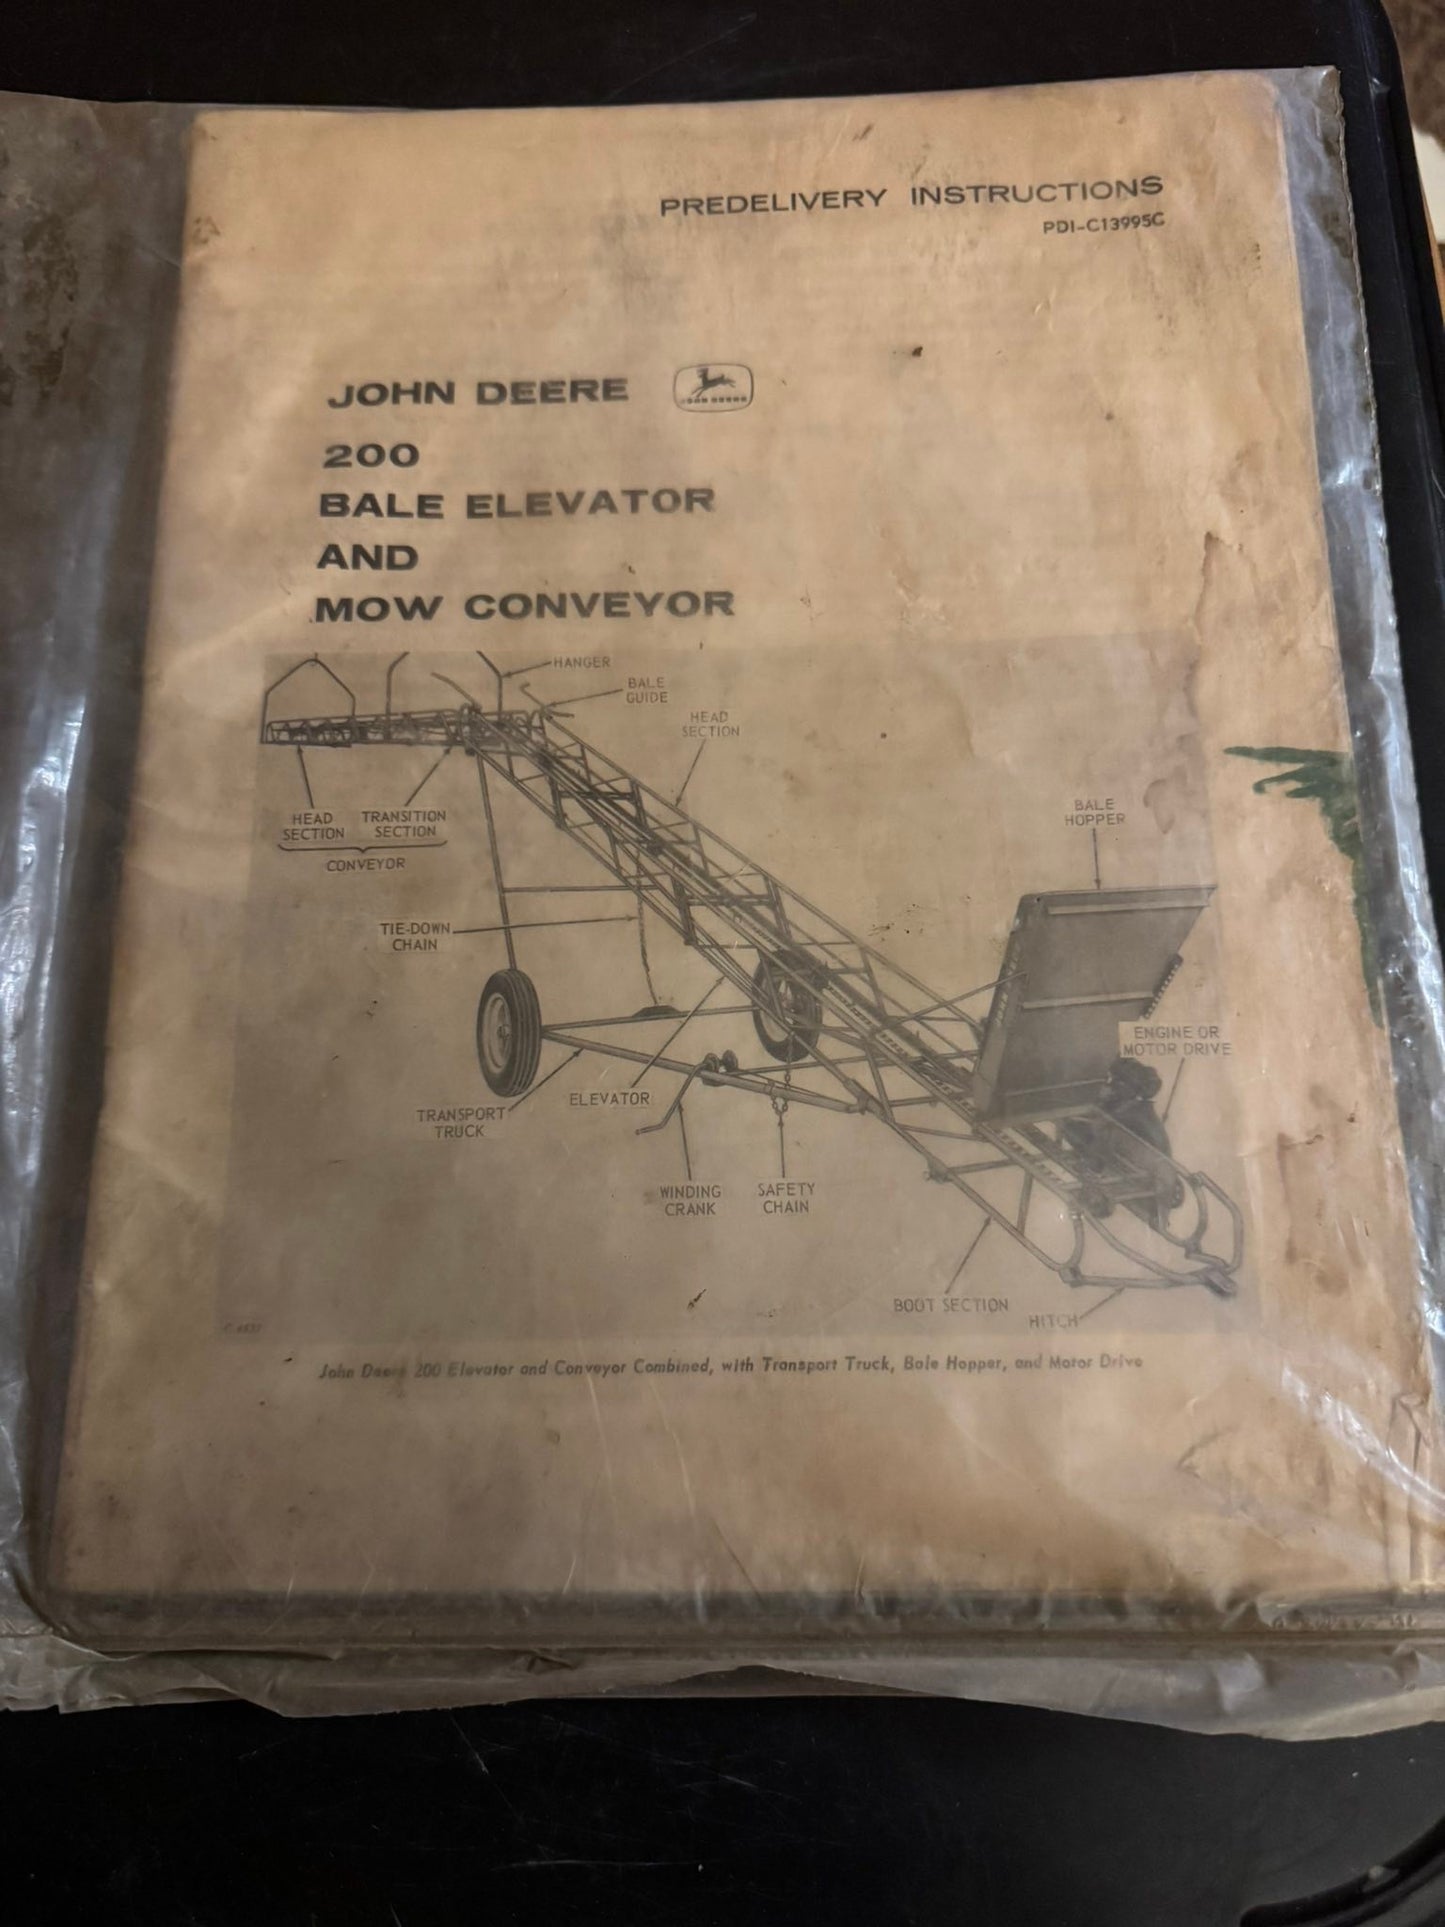 PREDELIVERY INSTRUCTIONS
PDI-C13995C
JOHN DEERE
JOHN DEERE
200
BALE ELEVATOR
AND
MOW CONVEYOR
HANGER
BALE
GUIDE
HEAD
SECTION
BALE
HOPPER
HEAD
SECTION
TRANSITION
SECTION
CONVEYOR
TIE-DOWN
CHAIN
ENGINE OR
MOTOR DRIVE
ELEVATOR
TRANSPORT
TRUCK
WINDING
CRANK
SAFETY
CHAIN
BOOT SECTION
HITCH
John Deere 200 Elevator and Conveyor Combined, with Transport Truck, Bale Hopper, and Motor Drive